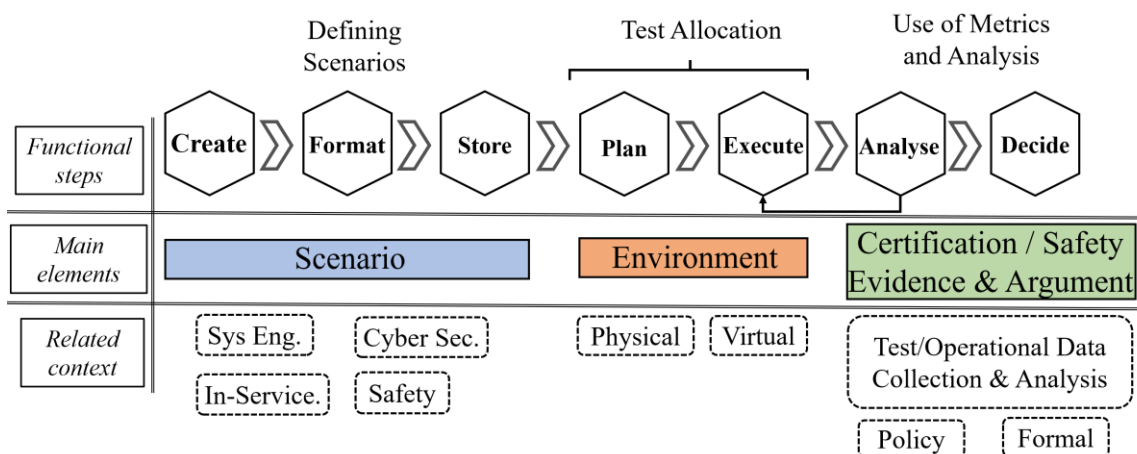 Defining
Scenarios
Test Allocation
Use of Metrics
and Analysis
Functional
steps
Create
Format
Store
Plan
Execute
Analyse
Decide
Main
elements
Scenario
Environment
Certification / Safety
Evidence & Argument
Related
context
Sys Eng.
Cyber Sec.
In-Service.
Safety
Physical
Virtual
Test/Operational Data
Collection & Analysis
Policy
Formal